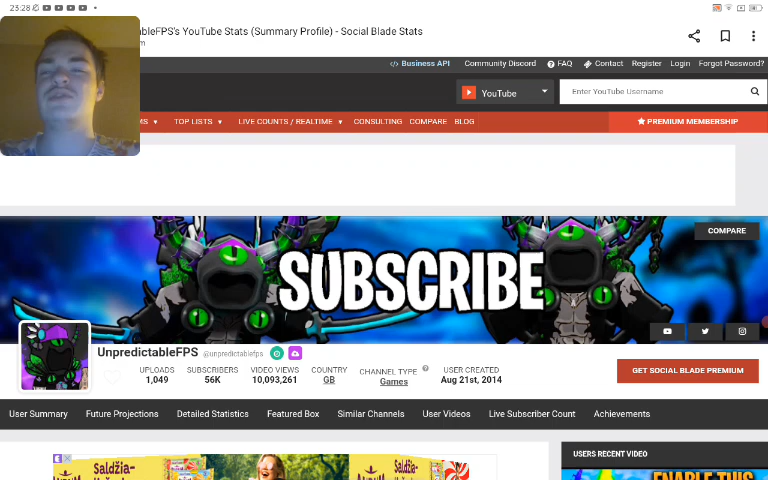 23:28
ableFPS's YouTube Stats (Summary Profile) - Social Blade Stats
m
</> Business API Community Discord FAQ Contact Register Login Forgot Password?
YouTube Enter YouTube Username
MS TOP LISTS LIVE COUNTS / REALTIME CONSULTING COMPARE BLOG PREMIUM MEMBERSHIP
COMPARE
SUBSCRIBE
UnpredictableFPS @unpredictablefps
UPLOADS SUBSCRIBERS VIDEO VIEWS COUNTRY CHANNEL TYPE USER CREATED
1,049 56K 10,093,261 GB Games Aug 21st, 2014
GET SOCIAL BLADE PREMIUM
User Summary Future Projections Detailed Statistics Featured Box Similar Channels User Videos Live Subscriber Count Achievements
USERS RECENT VIDEO
Saldžia-
ENABLE THIS